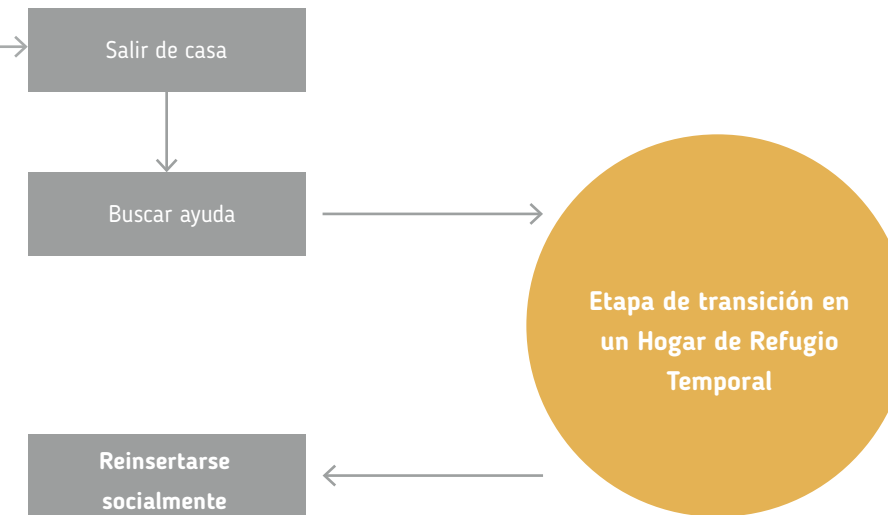 Salir de casa
Buscar ayuda
Etapa de transición en
un Hogar de Refugio
Temporal
Reinsertarse
socialmente